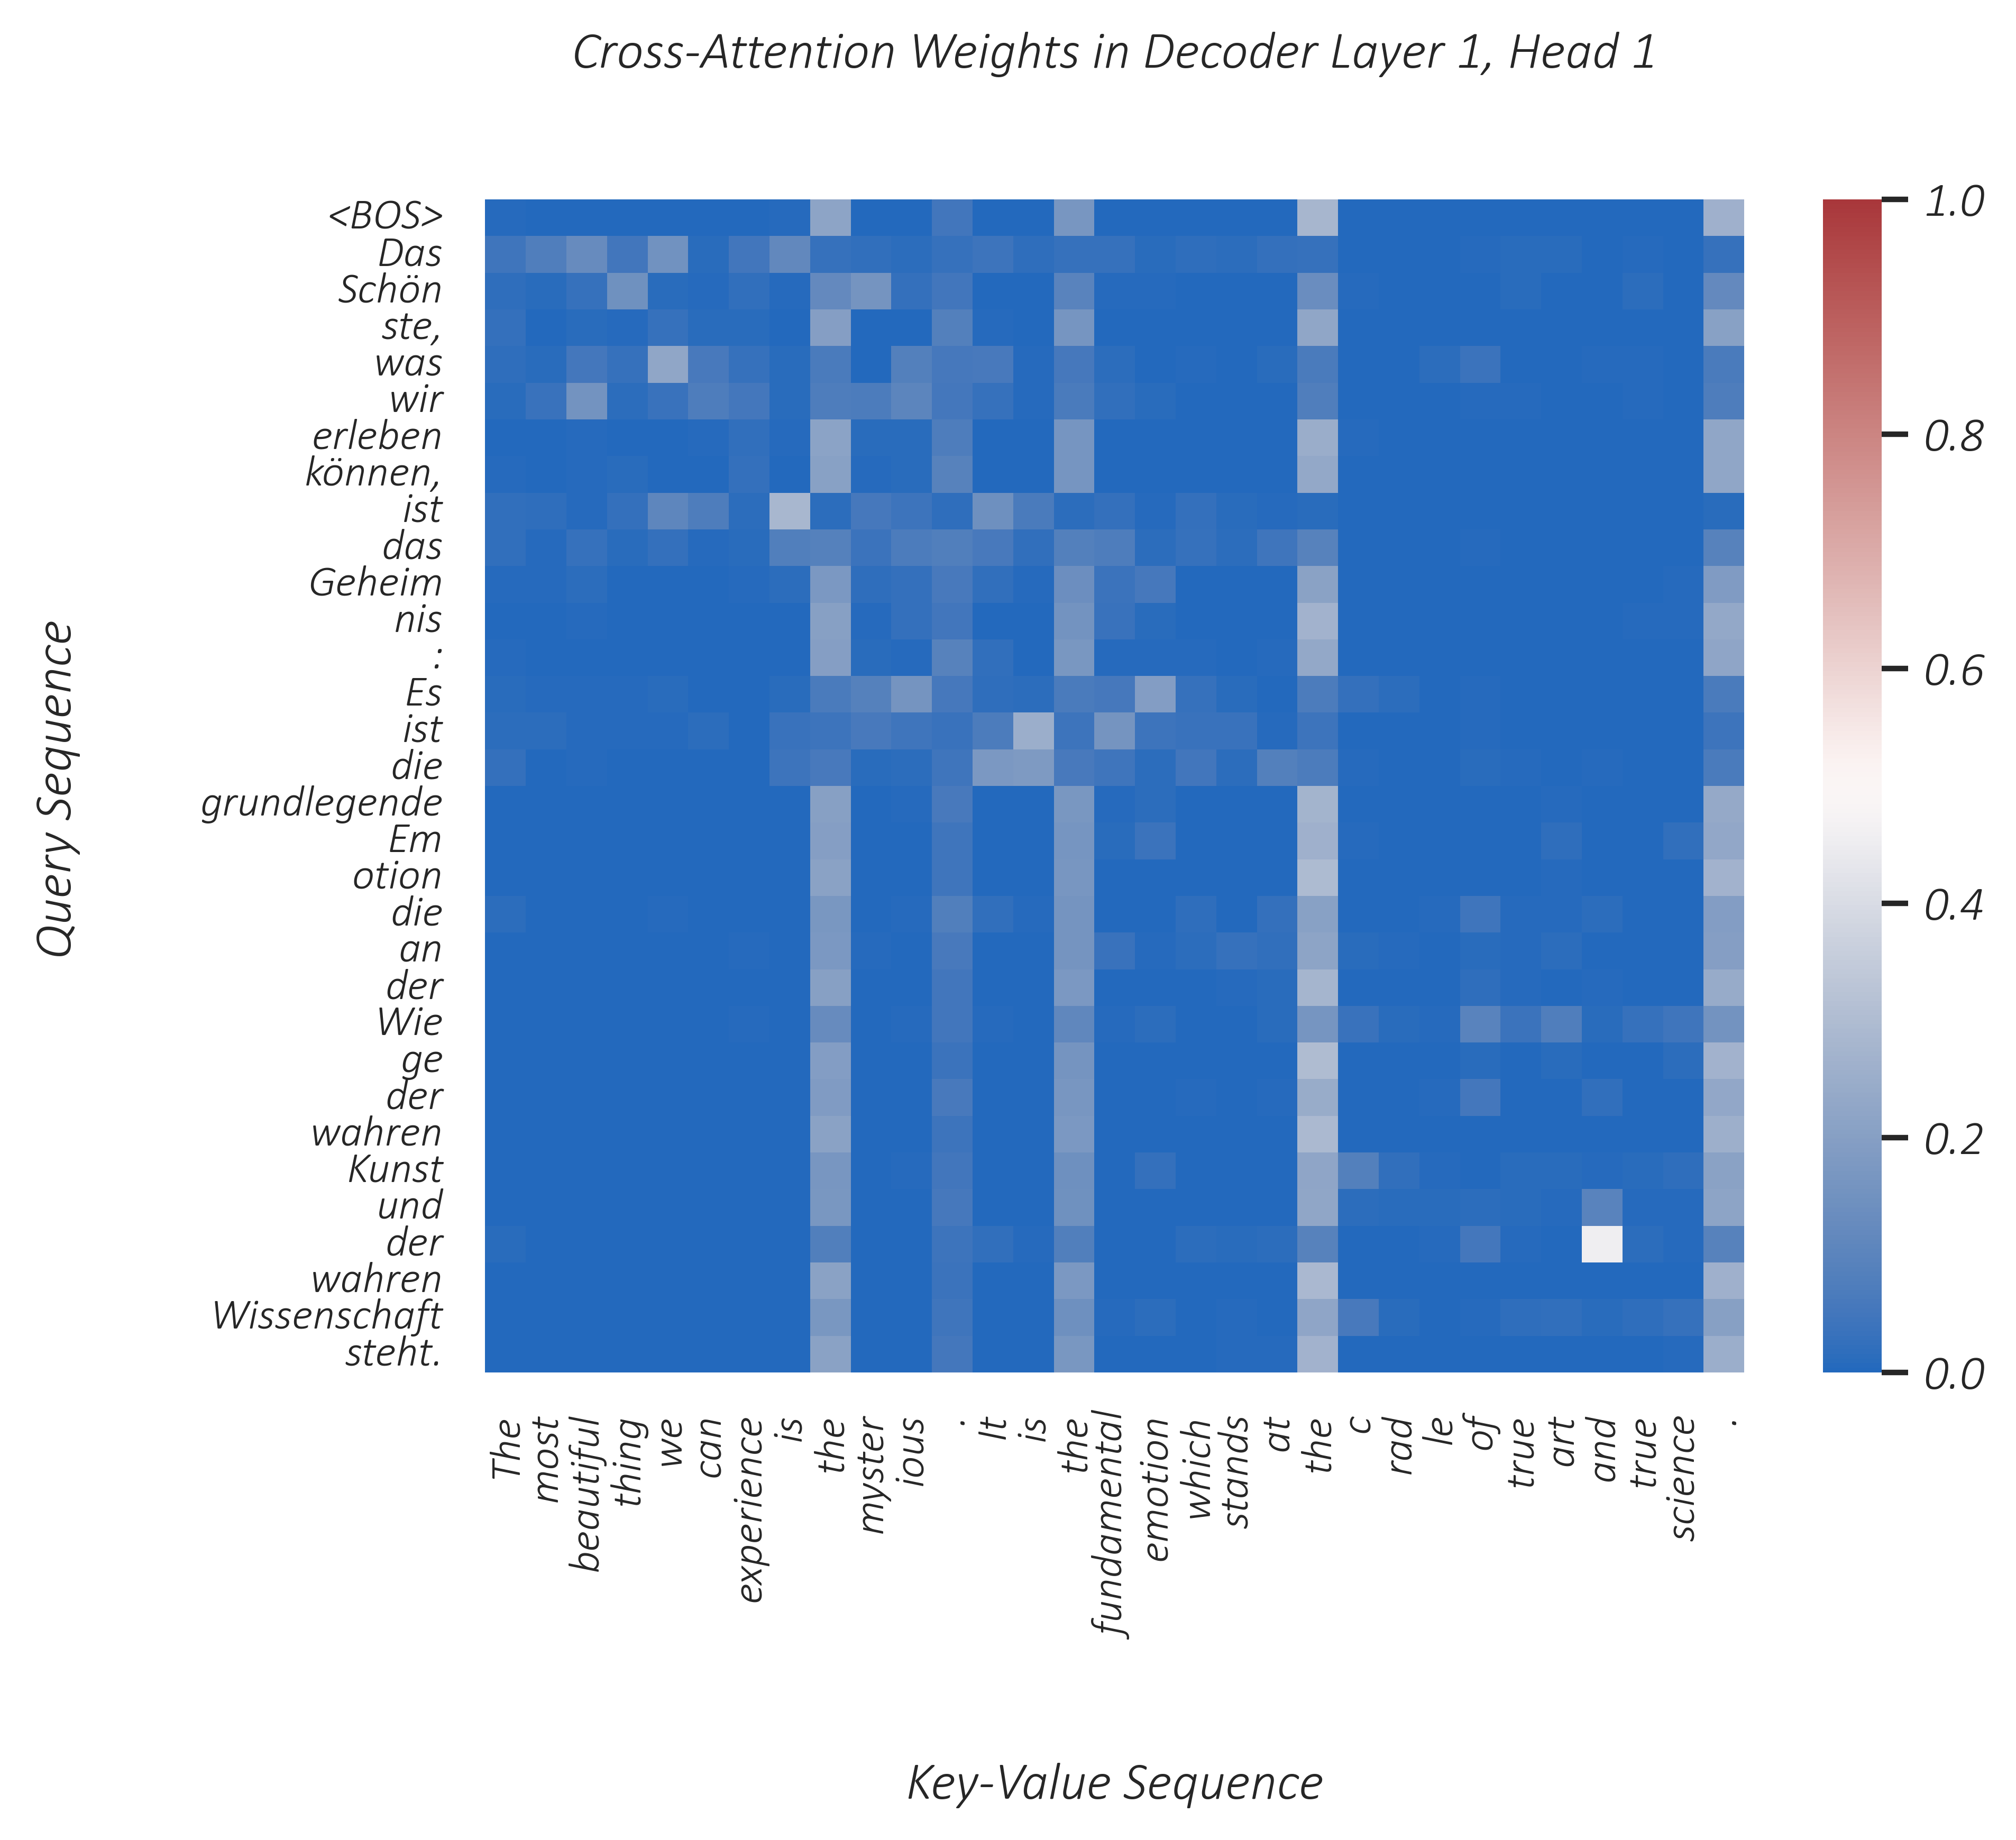 Cross-Attention Weights in Decoder Layer 1, Head 1
Query Sequence
<BOS>
Das
Schön
ste,
was
wir
erleben
können,
ist
das
Geheim
nis
:
Es
ist
die
grundlegende
Em
otion
die
an
der
Wie
ge
der
wahren
Kunst
und
der
wahren
Wissenschaft
steht.
The
most
beautiful
thing
we
can
experience
is
the
myster
ious
.
It
is
the
fundamental
emotion
which
stands
at
the
c
rad
le
of
true
art
and
true
science
.
Key-Value Sequence
1.0
0.8
0.6
0.4
0.2
0.0